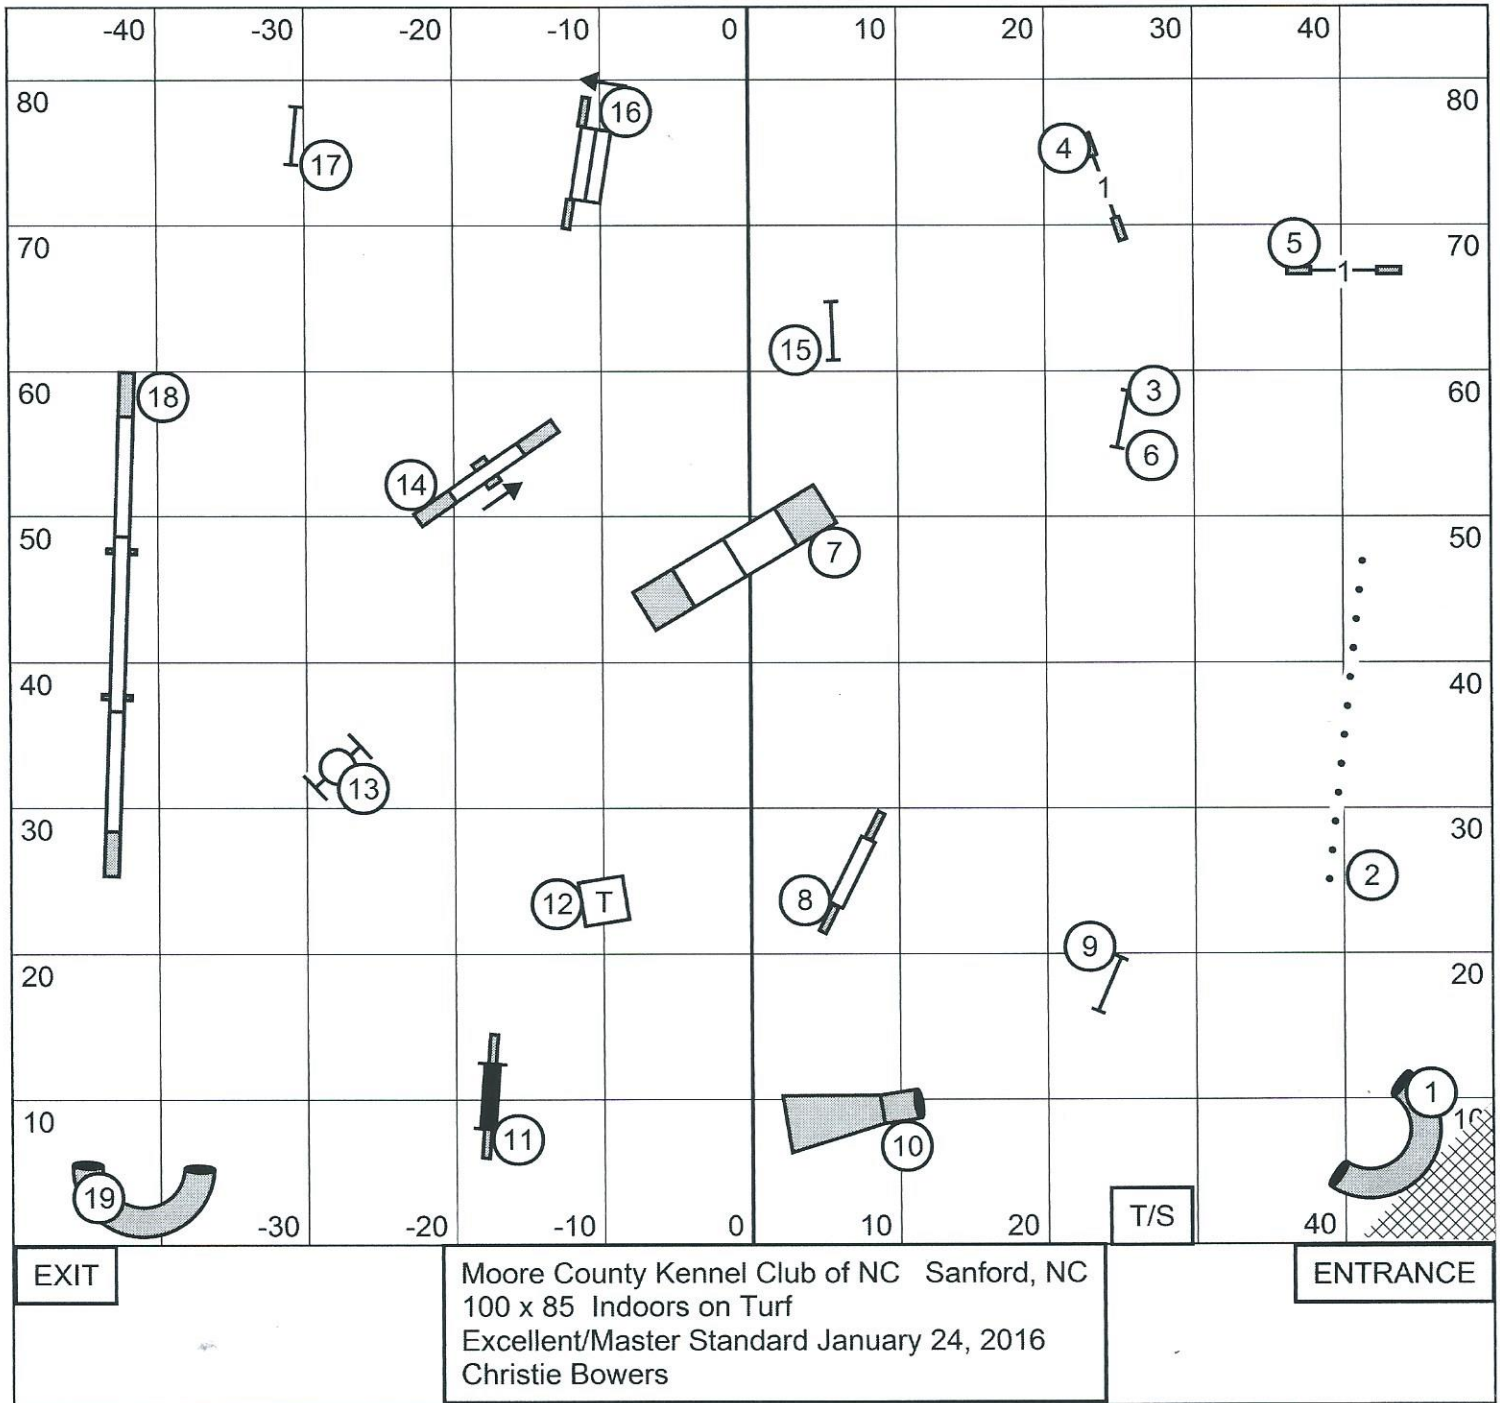 -40 -30 -20 -10 0 10 20 30 40
80 16 80
17 4
70 5 70
15
60 18 3 60
14 6
50 7 50
40 40
13
30 30
12 T 8 2
9
20 20
1
10 11 10 10
19
-30 -20 -10 0 10 20 T/S 40
EXIT ENTRANCE
Moore County Kennel Club of NC Sanford, NC
100 x 85 Indoors on Turf
Excellent/Master Standard January 24, 2016
Christie Bowers
1
1